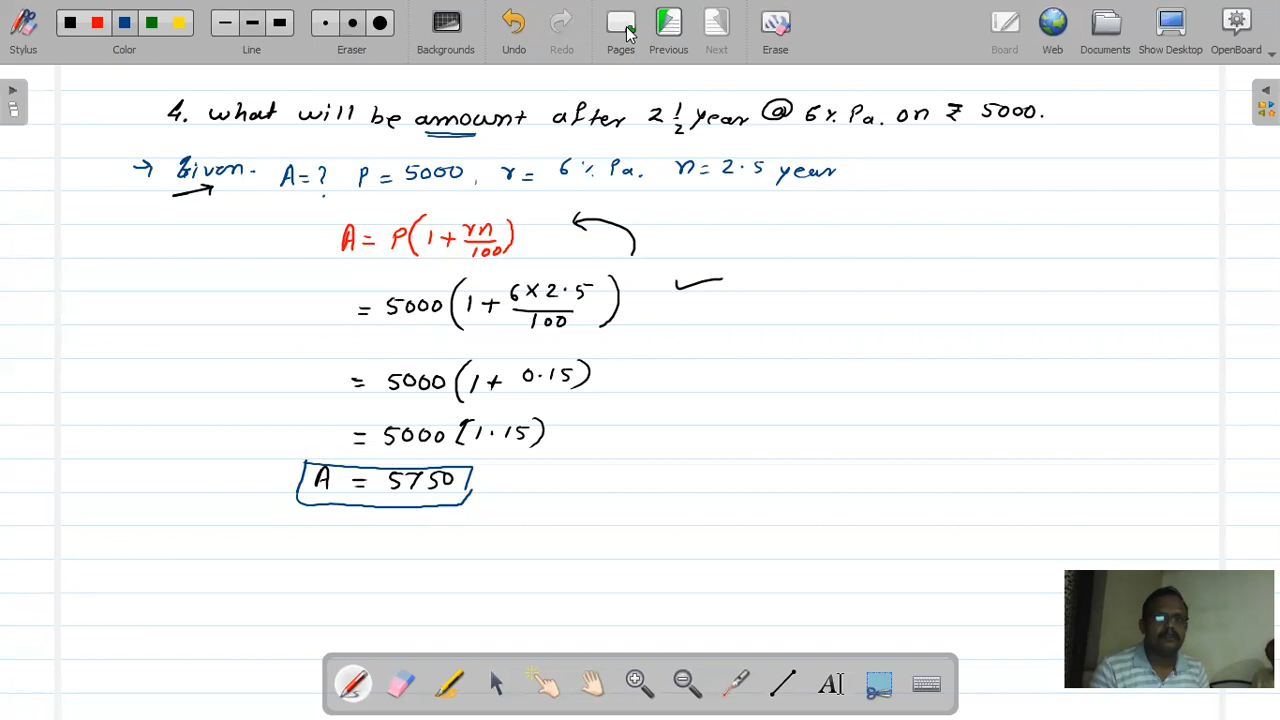 Stylus Color Line Eraser Backgrounds Undo Redo Pages Previous Next Erase Board Web Documents Show Desktop OpenBoard
4. What will be amount after 2 1/2 year @ 6% Pa. on ₹ 5000.
→ Given. A=? P = 5000, r = 6% Pa. n = 2.5 year
A = P(1 + rn/100)
= 5000 (1 + 6 × 2.5/100)
= 5000 (1 + 0.15)
= 5000 [1.15)
A = 5750